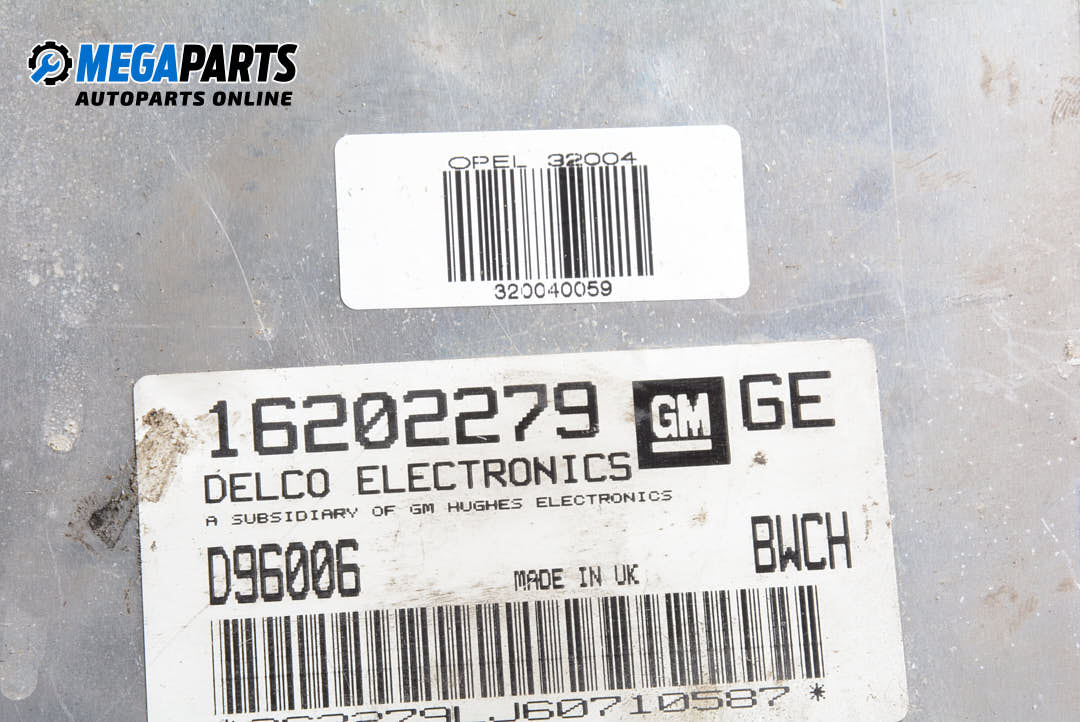 MEGAPARTS
AUTOPARTS ONLINE
OPEL 32004
320040059
16202279 GM GE
DELCO ELECTRONICS
A SUBSIDIARY OF GM HUGHES ELECTRONICS
D96006 MADE IN UK BWCH